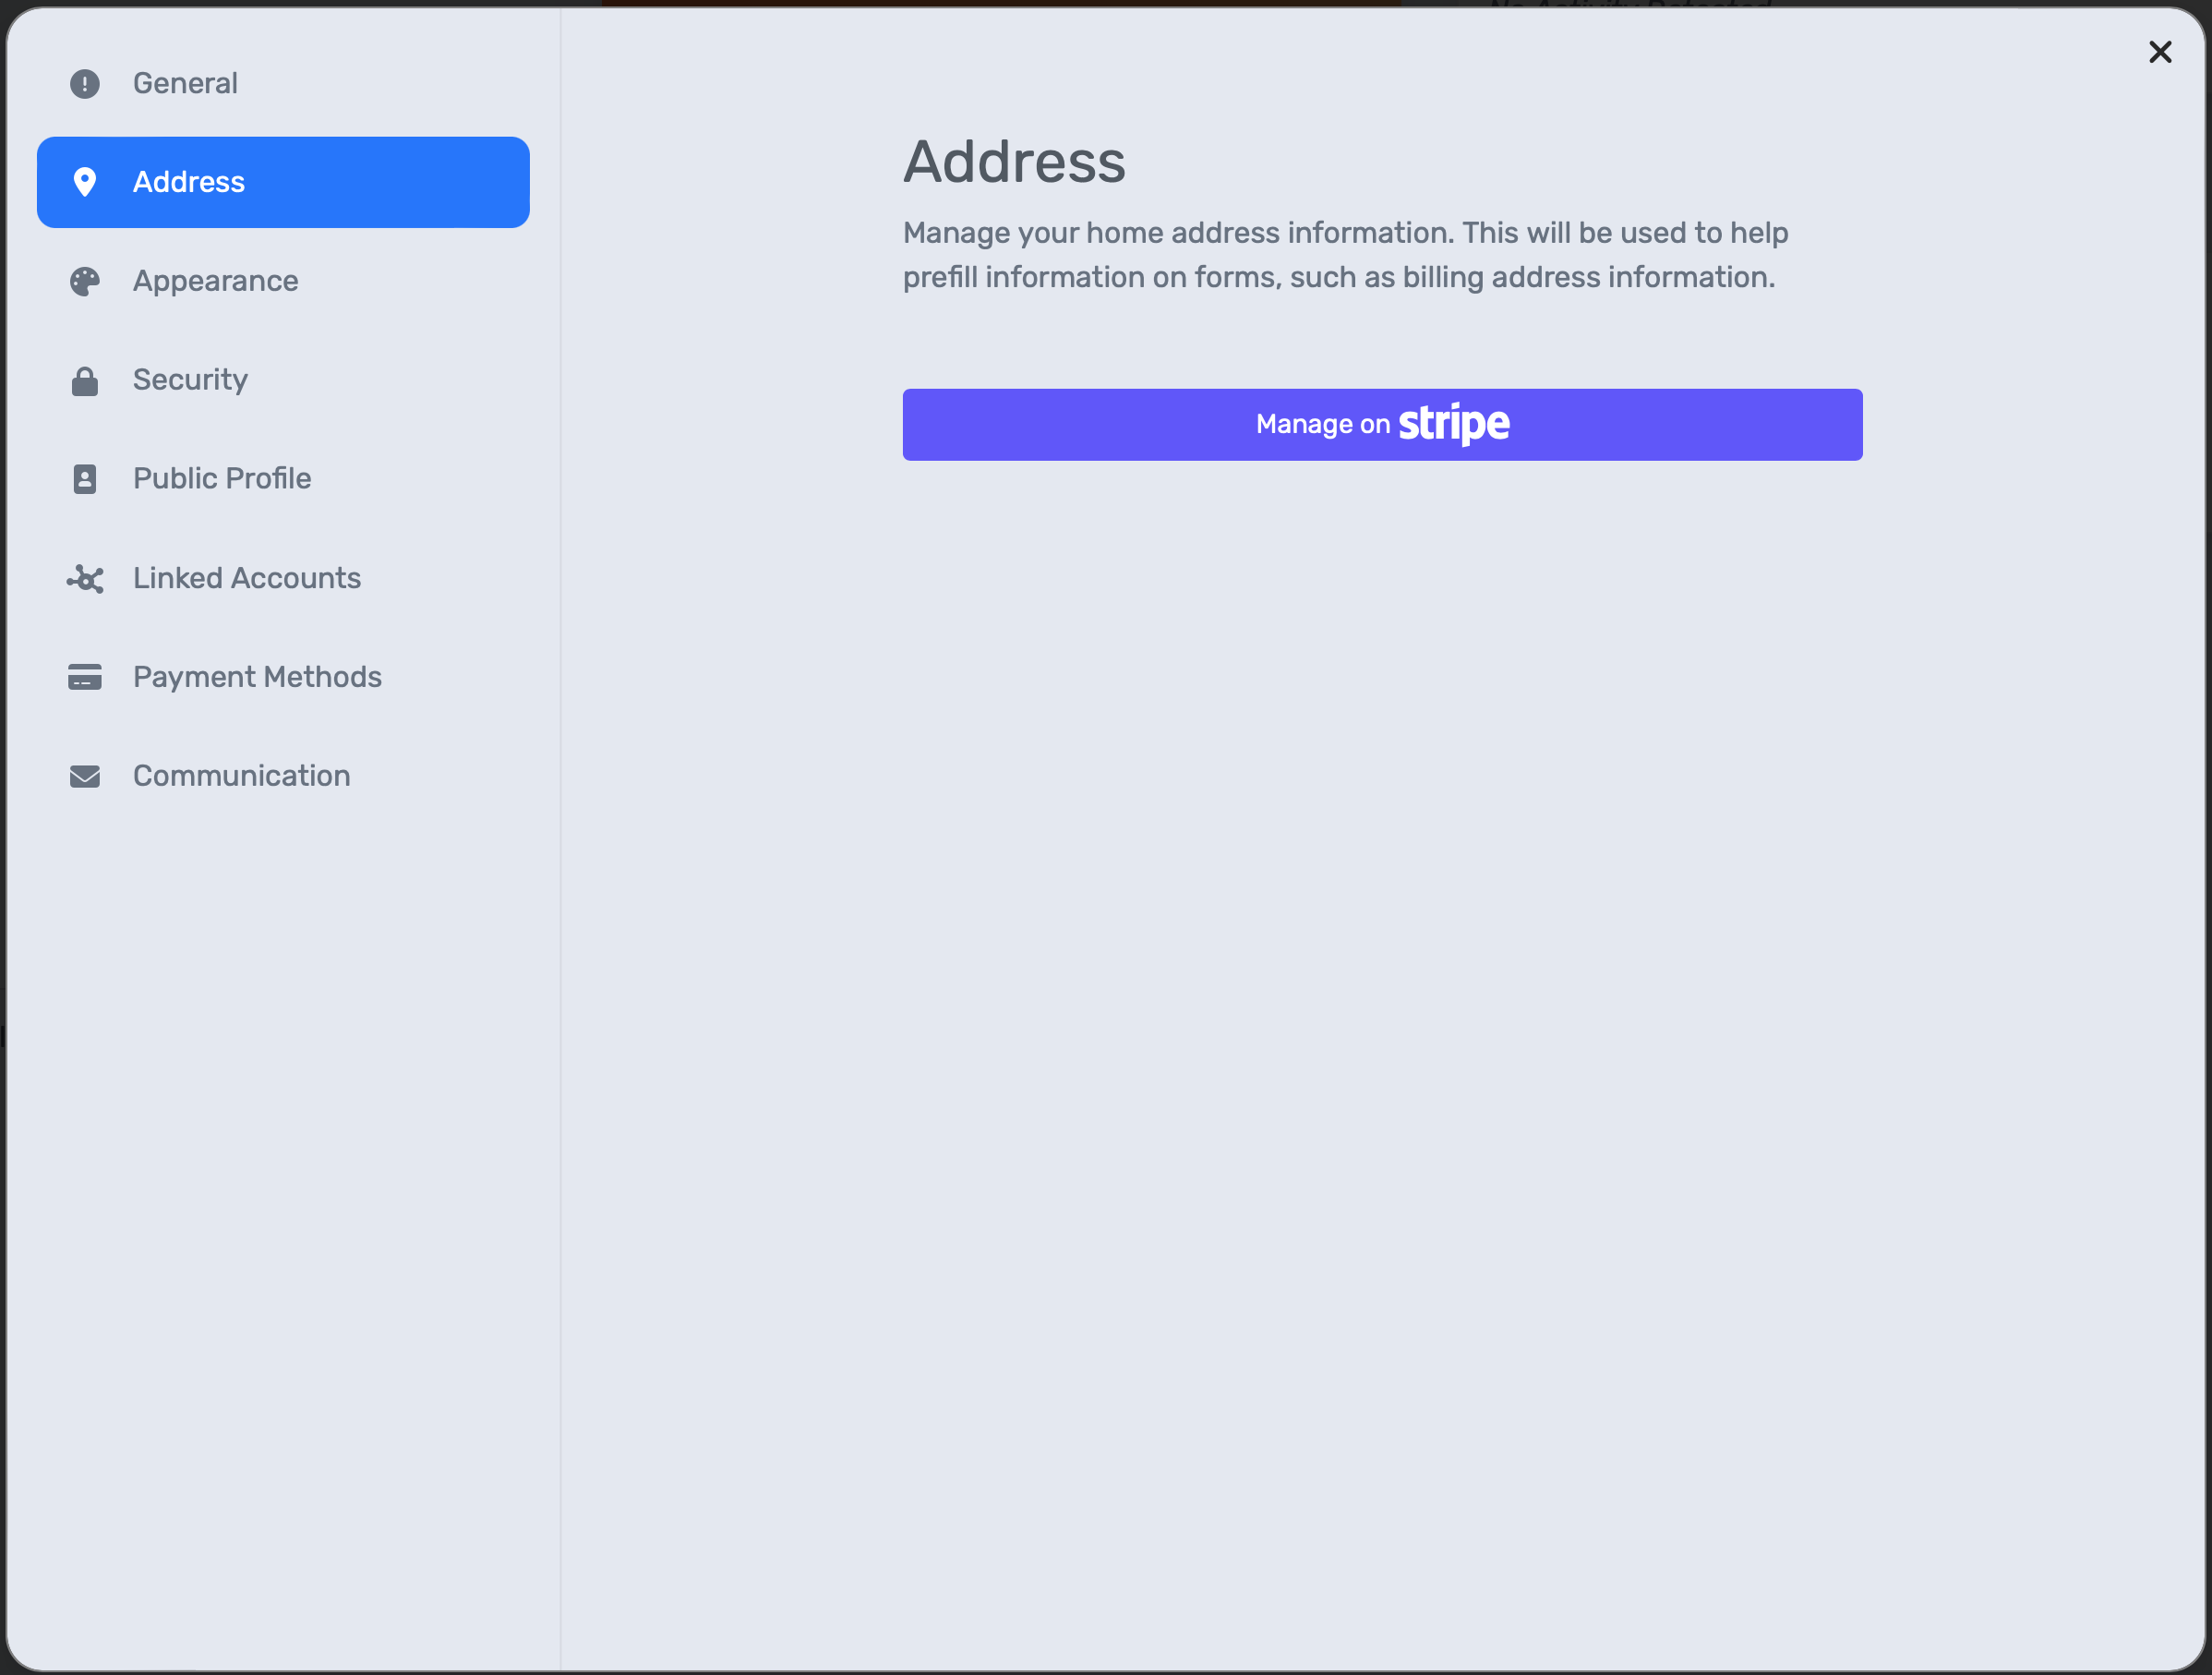 General
Address
Appearance
Security
Public Profile
Linked Accounts
Payment Methods
Communication
Address
Manage your home address information. This will be used to help
prefill information on forms, such as billing address information.
Manage on stripe